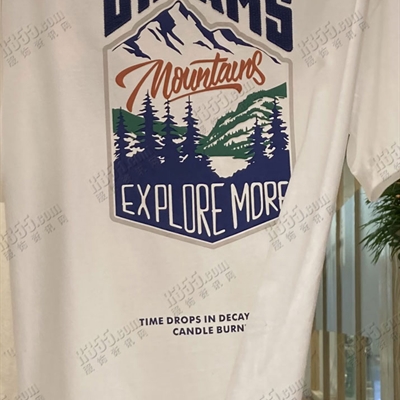 Mountains
EXPLORE MORE
TIME DROPS IN DECAY
CANDLE BURN